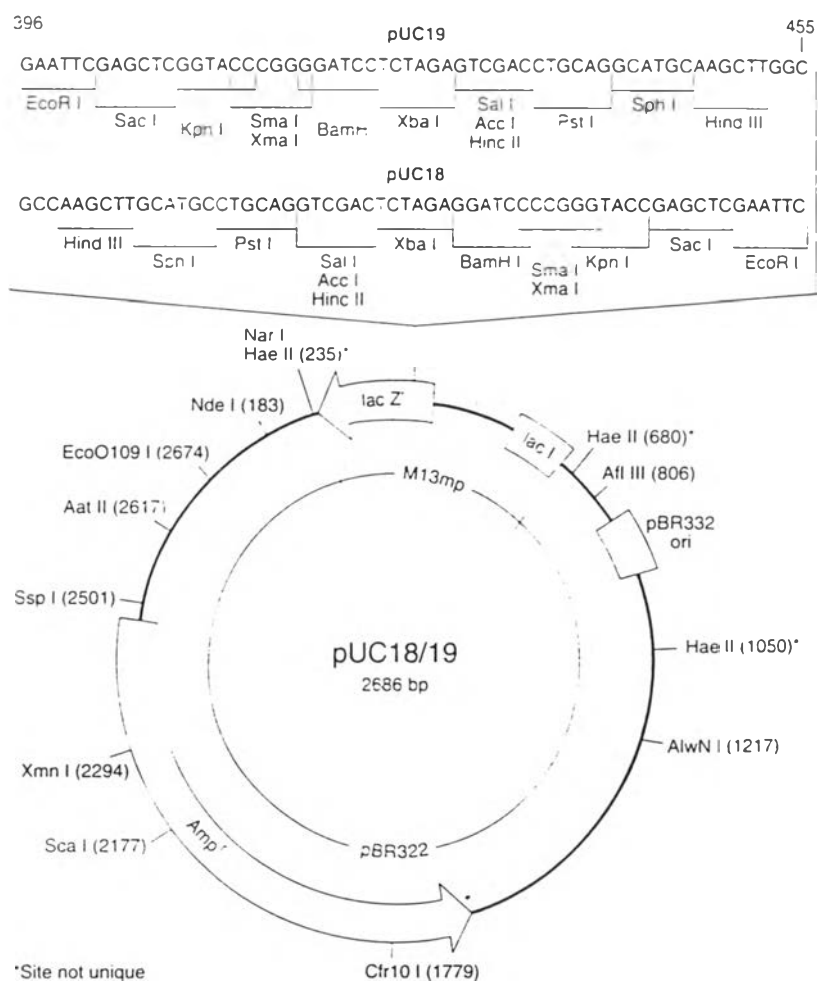 396
pUC19
455
GAATTCGAGCTCGGTACCCGGGGATCCTCTAGAGTCGACCTGCAGGCATGCAAGCTTGGC
EcoR I
Sac I
Kpn I
Sma I
Xma I
BamH
Xba I
Sal I
Acc I
Hinc II
Pst I
Sph I
Hind III
pUC18
GCCAAGCTTGCATGCCTGCAGGTCGACTCTAGAGGATCCCCGGGTACCGAGCTCGAATTC
Hind III
Sph I
Pst I
Sal I
Acc I
Hinc II
Xba I
BamH I
Sma I
Xma I
Kpn I
Sac I
EcoR I
Nar I
Hae II (235)*
lac Z'
Nde I (183)
lac I
Hae II (680)*
EcoO109 I (2674)
M13mp
Afl III (806)
Aat II (2617)
pBR332
ori
Ssp I (2501)
pUC18/19
2686 bp
Hae II (1050)*
AlwN I (1217)
Xmn I (2294)
Sca I (2177)
Amp r
pBR322
*Site not unique
Cfr10 I (1779)